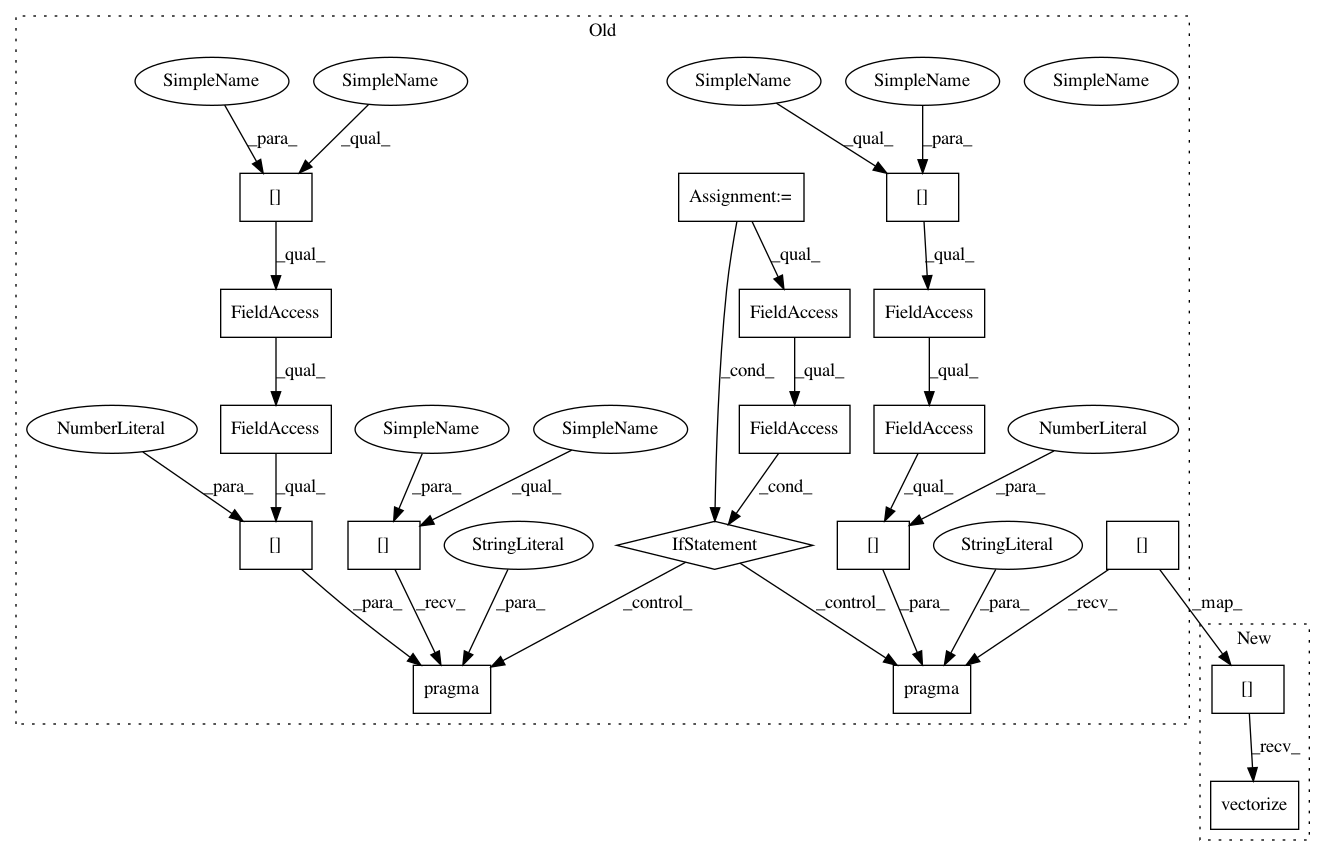 Old
SimpleName
SimpleName
SimpleName
SimpleName
SimpleName
_para_
_qual_
_qual_
_para_
[]
Assignment:=
[]
_qual_
_qual_
_qual_
FieldAccess
FieldAccess
FieldAccess
_qual_
_cond_
_qual_
_qual_
NumberLiteral
FieldAccess
SimpleName
SimpleName
FieldAccess
FieldAccess
NumberLiteral
_para_
_qual_
_para_
_qual_
_cond_
_qual_
_para_
[]
[]
StringLiteral
IfStatement
[]
StringLiteral
[]
_para_
_recv_
_para_
_control_
_control_
_para_
_para_
_recv_
_map_
New
pragma
pragma
[]
_recv_
vectorize